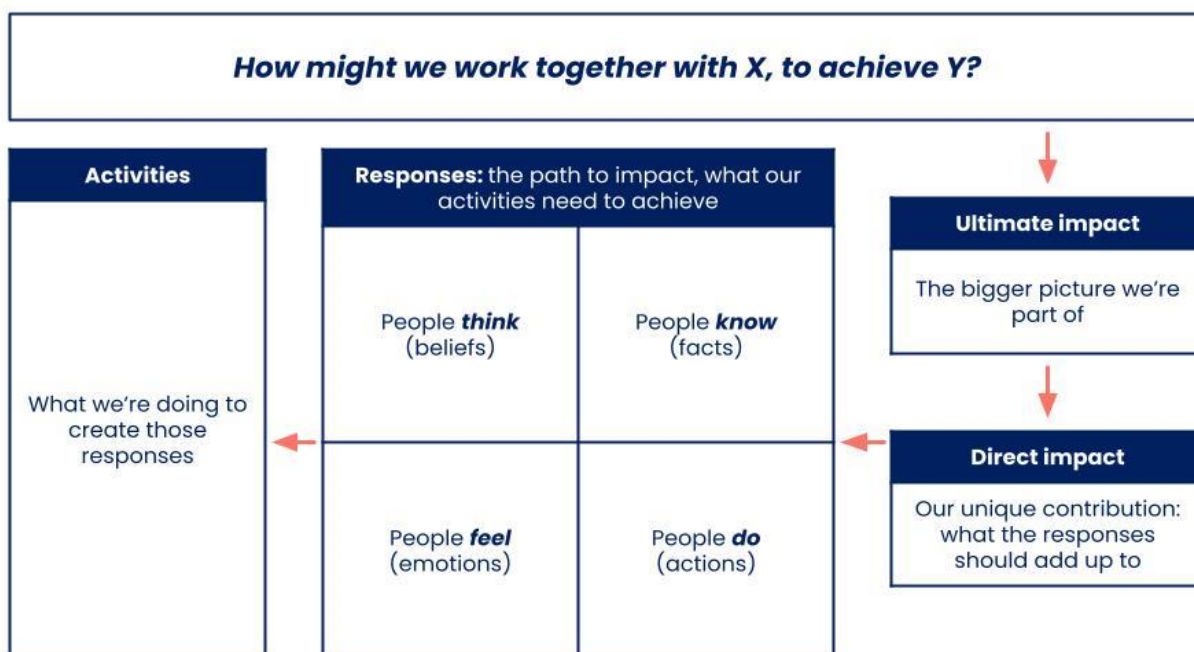 How might we work together with X, to achieve Y?
Activities
What we’re doing to
create those
responses
Responses: the path to impact, what our
activities need to achieve
People think
(beliefs)
People know
(facts)
People feel
(emotions)
People do
(actions)
Ultimate impact
The bigger picture we’re
part of
Direct impact
Our unique contribution:
what the responses
should add up to